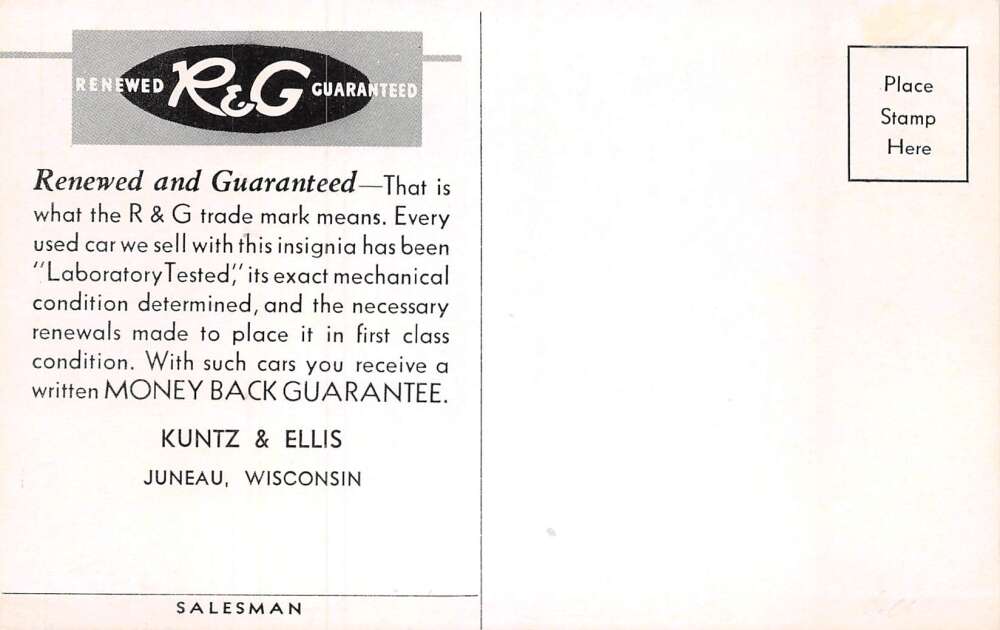 RENEWED R&G GUARANTEED
Place
Stamp
Here
Renewed and Guaranteed—That is
what the R & G trade mark means. Every
used car we sell with this insignia has been
"Laboratory Tested," its exact mechanical
condition determined, and the necessary
renewals made to place it in first class
condition. With such cars you receive a
written MONEY BACK GUARANTEE.
KUNTZ & ELLIS
JUNEAU, WISCONSIN
SALESMAN